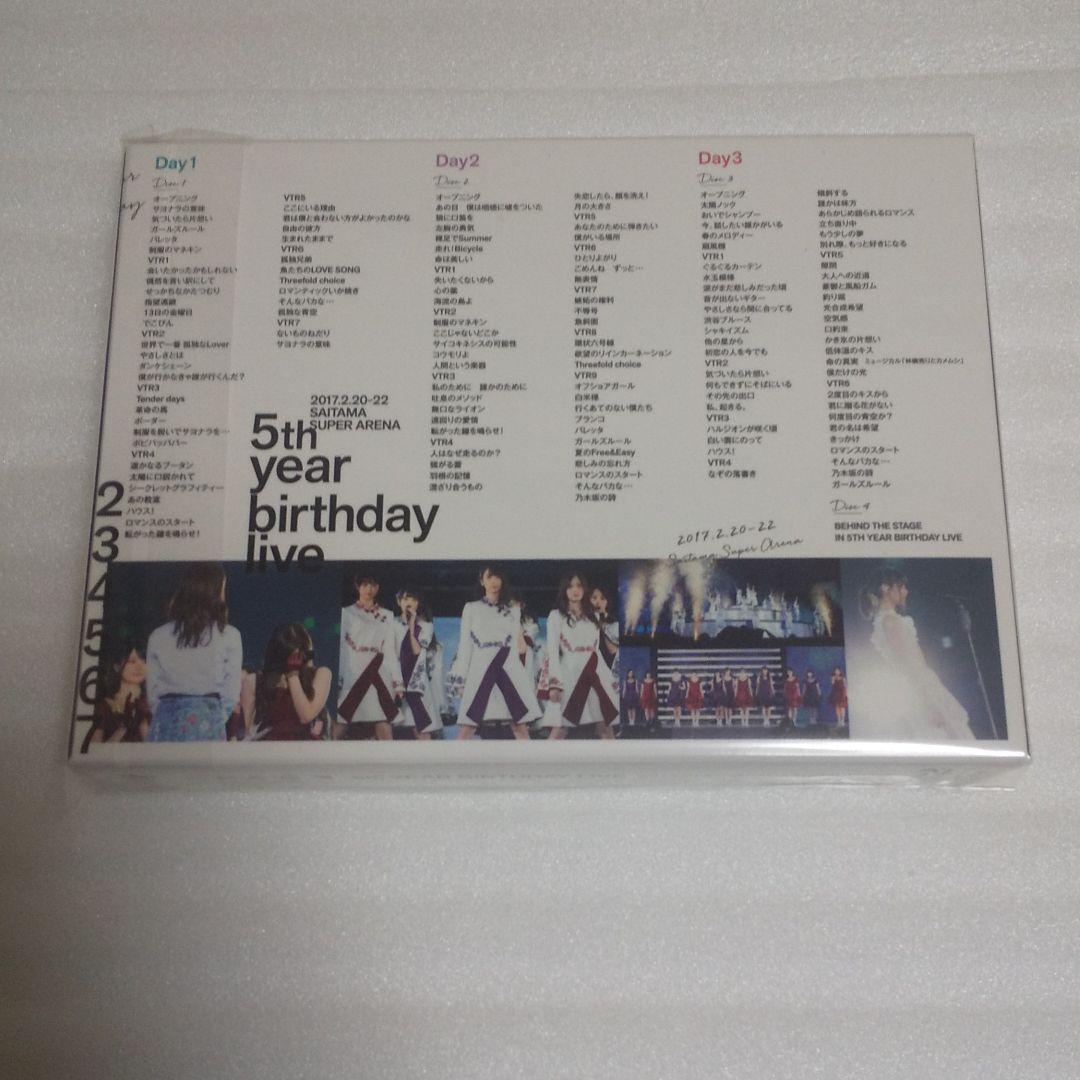 Day1
Disc 1
オープニング
サヨナラの意味
気づいたら片想い
ガールズルール
バレッタ
制服のマネキン
VTR1
会いたかったかもしれない
偶然を言い訳にして
せっかちなかたつむり
指望遠鏡
13日の金曜日
でこぴん
VTR2
世界で一番 孤独なLover
やさしさとは
ダンケシェーン
僕が行かなきゃ誰が行くんだ?
VTR3
Tender days
革命の馬
ボーダー
制服を脱いでサヨナラを…
ポピパッパパー
VTR4
遥かなるブータン
太陽に口説かれて
シークレットグラフィティー
あの教室
ハウス!
ロマンスのスタート
転がった鐘を鳴らせ!
VTR5
ここにいる理由
君は僕と会わない方がよかったのかな
自由の彼方
生まれたままで
VTR6
孤独兄弟
魚たちのLOVE SONG
Threefold choice
ロマンティックいか焼き
そんなバカな…
孤独な青空
VTR7
ないものねだり
サヨナラの意味
2017.2.20-22
SAITAMA
SUPER ARENA
5th
year
birthday
live
Day2
Disc 2
オープニング
あの日 僕は咄嗟に嘘をついた
狼に口笛を
左胸の勇気
裸足でSummer
走れ!Bicycle
命は美しい
VTR1
失いたくないから
心の薬
海流の島よ
VTR2
制服のマネキン
ここじゃないどこか
サイコキネシスの可能性
コウモリよ
人間という楽器
VTR3
私のために 誰かのために
吐息のメソッド
無口なライオン
遠回りの愛情
転がった鐘を鳴らせ!
VTR4
人はなぜ走るのか?
強がる蕾
羽根の記憶
混ざり合うもの
失恋したら、顔を洗え!
月の大きさ
VTR5
あなたのために弾きたい
僕がいる場所
VTR6
ひとりよがり
ごめんね ずっと…
無表情
VTR7
嫉妬の権利
不等号
急斜面
VTR8
環状六号線
欲望のリインカーネーション
Threefold choice
VTR9
オフショアガール
白米様
行くあてのない僕たち
ブランコ
バレッタ
ガールズルール
夏のFree&Easy
悲しみの忘れ方
ロマンスのスタート
そんなバカな…
乃木坂の詩
Day3
Disc 3
オープニング
太陽ノック
おいでシャンプー
今、話したい誰かがいる
春のメロディー
扇風機
VTR1
ぐるぐるカーテン
水玉模様
涙がまだ悲しみだった頃
音が出ないギター
やさしさなら間に合ってる
渋谷ブルース
シャキイズム
他の星から
初恋の人を今でも
VTR2
気づいたら片想い
何もできずにそばにいる
その先の出口
私、起きる。
VTR3
ハルジオンが咲く頃
白い雲にのって
ハウス!
VTR4
なぞの落書き
傾斜する
誰かは味方
あらかじめ語られるロマンス
立ち直り中
もう少しの夢
別れ際、もっと好きになる
VTR5
隙間
大人への近道
憂鬱と風船ガム
釣り堀
光合成希望
空気感
口約束
かき氷の片想い
低体温のキス
命の真実 ミュージカル「林檎売りとカメムシ」
僕だけの光
VTR6
2度目のキスから
君に贈る花がない
何度目の青空か?
君の名は希望
きっかけ
ロマンスのスタート
そんなバカな…
乃木坂の詩
ガールズルール
Disc 4
BEHIND THE STAGE
IN 5TH YEAR BIRTHDAY LIVE
2017.2.20-22
Saitama Super Arena
2
3
4
5
6
7
5th YEAR BIRTHDAY LIVE